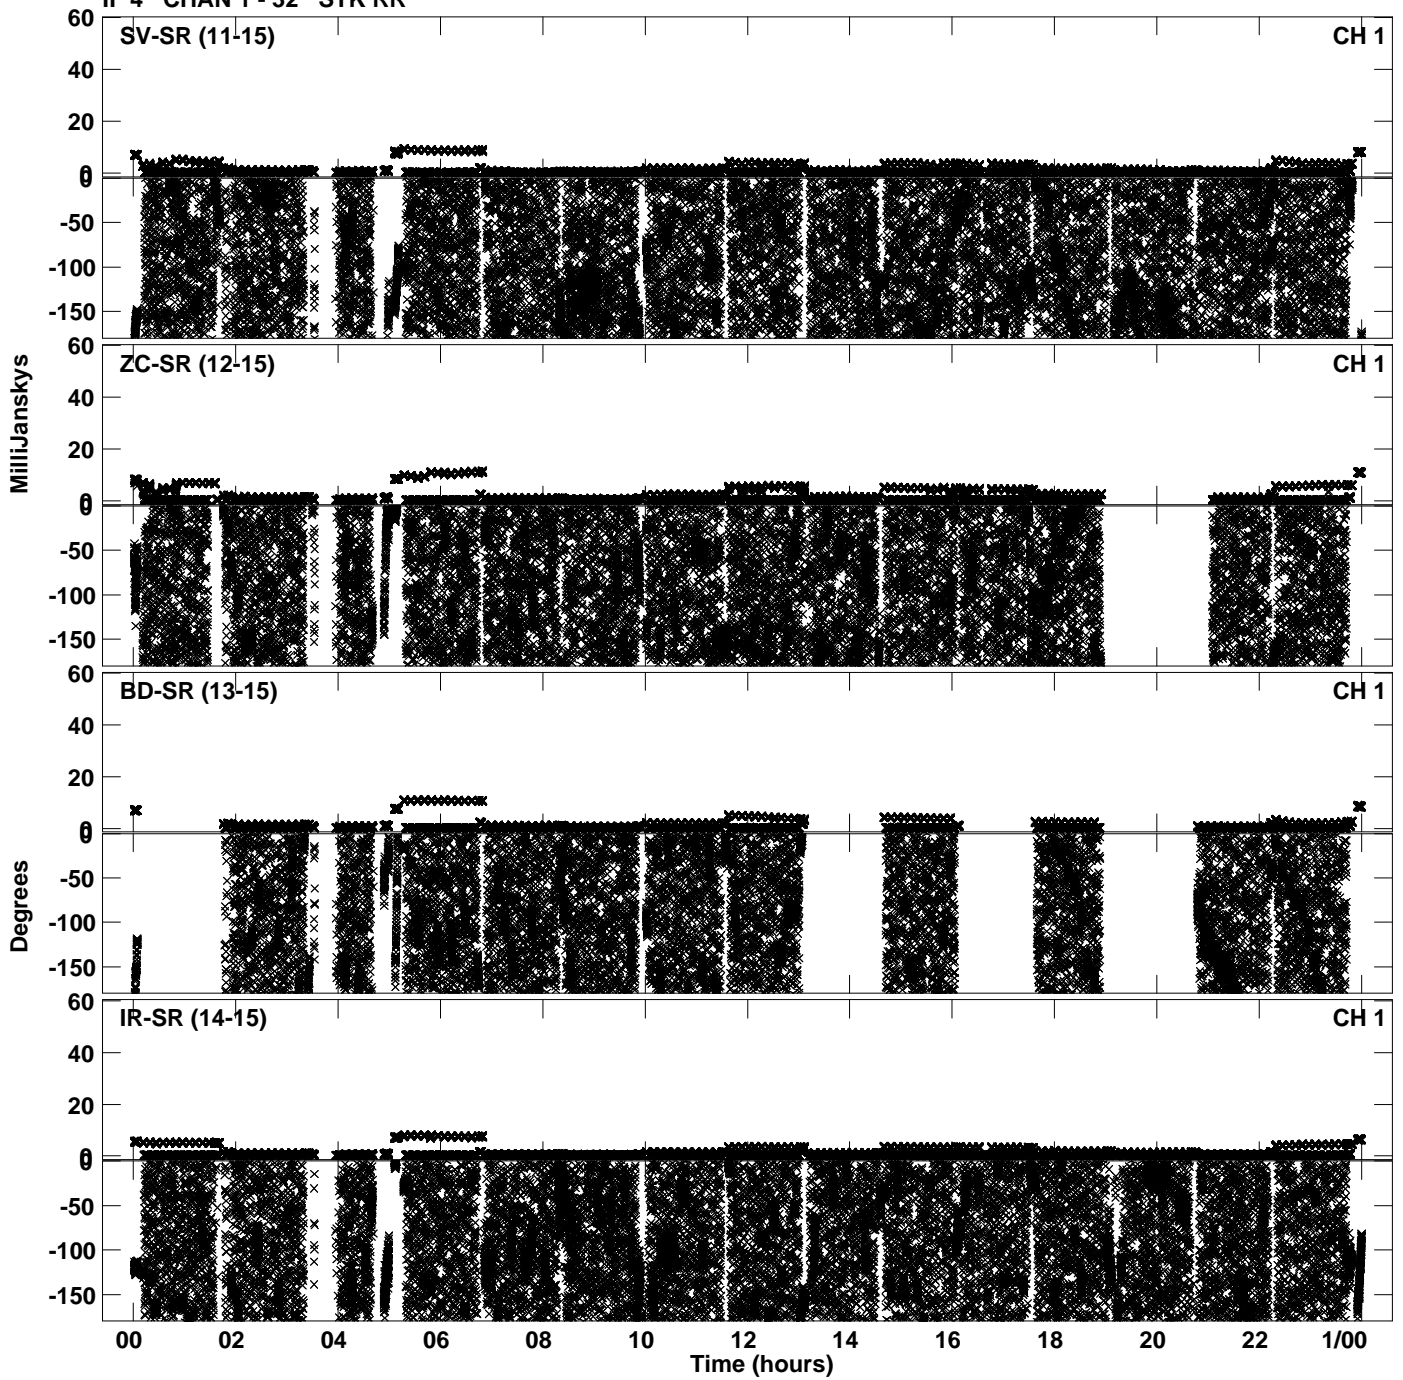 IF 4 CHAN 1 - 32 STK RR
60
SV-SR (11-15)
CH 1
40
20
0
0
-50
-100
-150
60
ZC-SR (12-15)
CH 1
40
20
0
0
-50
-100
-150
MilliJanskys
60
BD-SR (13-15)
CH 1
40
20
0
0
-50
-100
-150
Degrees
60
IR-SR (14-15)
CH 1
40
20
0
0
-50
-100
-150
00 02 04 06 08 10 12 14 16 18 20 22 1/00
Time (hours)